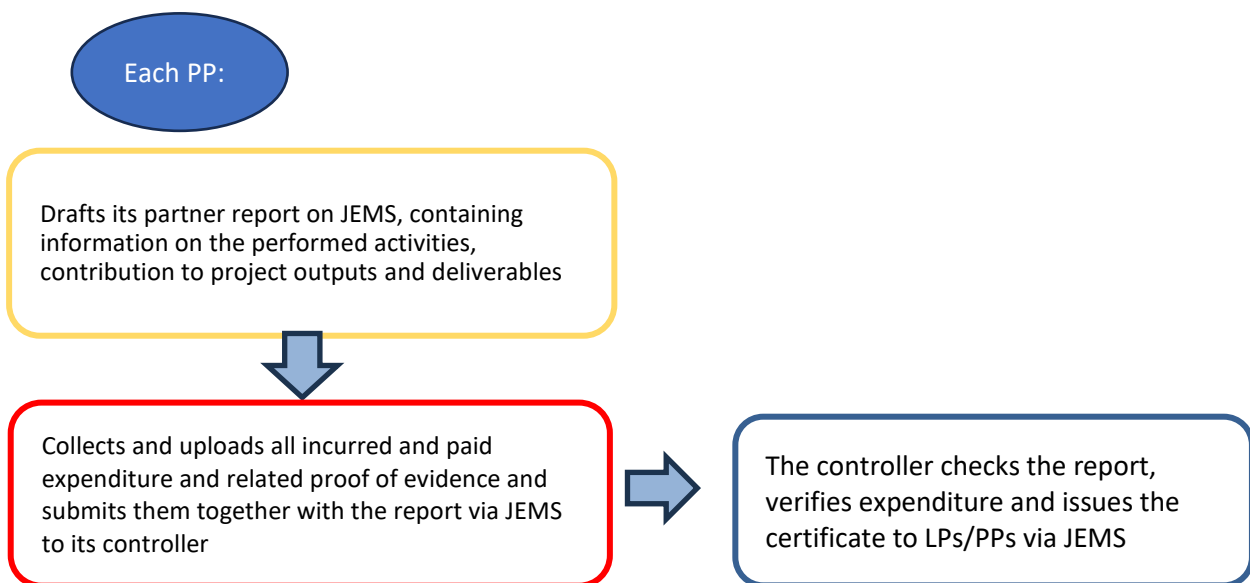 Each PP:
Drafts its partner report on JEMS, containing
information on the performed activities,
contribution to project outputs and deliverables
Collects and uploads all incurred and paid
expenditure and related proof of evidence and
submits them together with the report via JEMS
to its controller
The controller checks the report,
verifies expenditure and issues the
certificate to LPs/PPs via JEMS